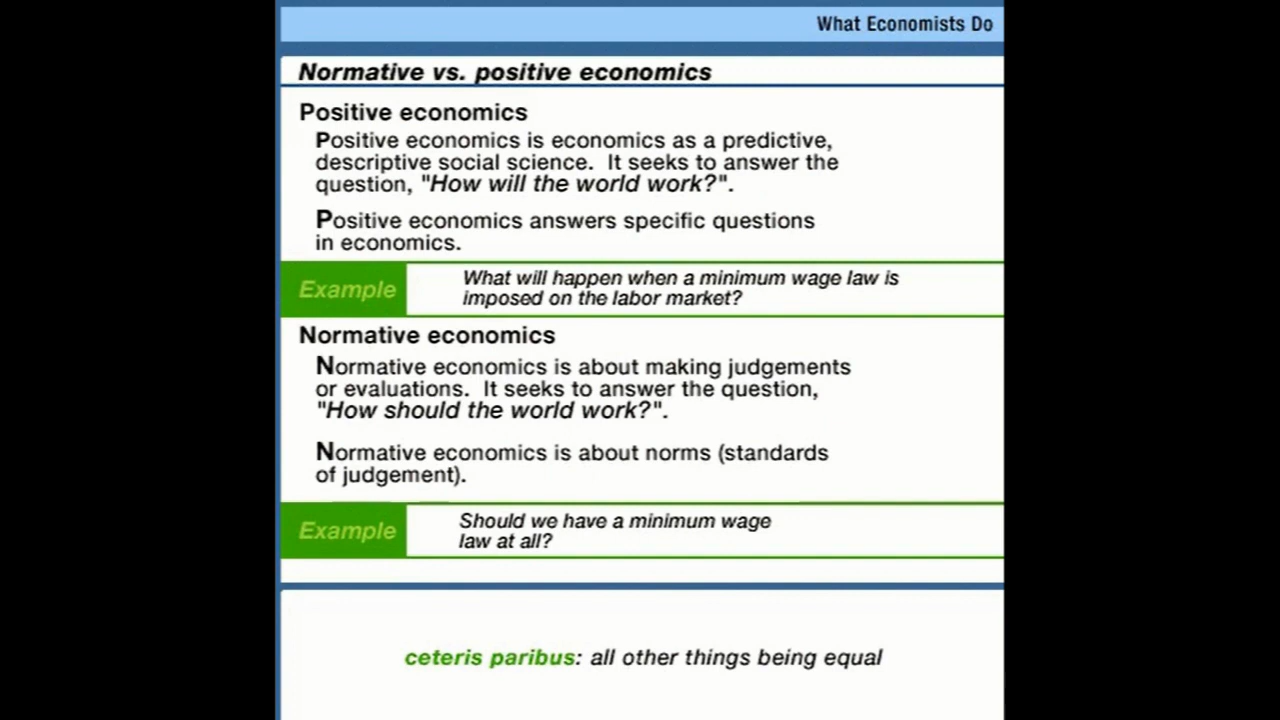 What Economists Do
Normative vs. positive economics
Positive economics
Positive economics is economics as a predictive,
descriptive social science. It seeks to answer the
question, "How will the world work?".
Positive economics answers specific questions
in economics.
Example
What will happen when a minimum wage law is
imposed on the labor market?
Normative economics
Normative economics is about making judgements
or evaluations. It seeks to answer the question,
"How should the world work?".
Normative economics is about norms (standards
of judgement).
Example
Should we have a minimum wage
law at all?
ceteris paribus: all other things being equal